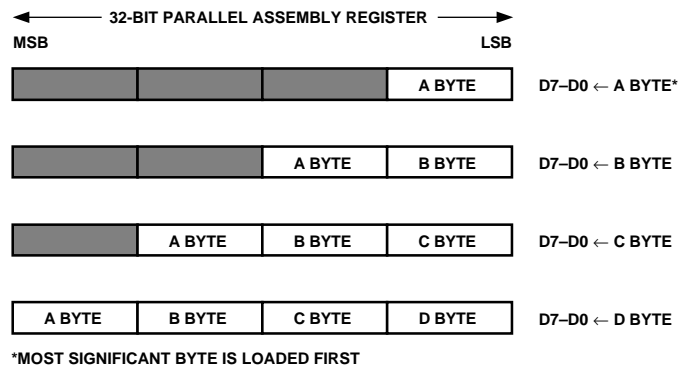 32-BIT PARALLEL ASSEMBLY REGISTER
MSB LSB
A BYTE D7–D0 ← A BYTE*
A BYTE B BYTE D7–D0 ← B BYTE
A BYTE B BYTE C BYTE D7–D0 ← C BYTE
A BYTE B BYTE C BYTE D BYTE D7–D0 ← D BYTE
*MOST SIGNIFICANT BYTE IS LOADED FIRST